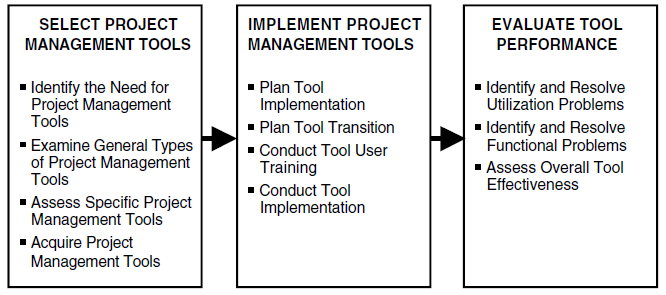 SELECT PROJECT
MANAGEMENT TOOLS
▪ Identify the Need for
Project Management
Tools
▪ Examine General Types
of Project Management
Tools
▪ Assess Specific Project
Management Tools
▪ Acquire Project
Management Tools
IMPLEMENT PROJECT
MANAGEMENT TOOLS
▪ Plan Tool
Implementation
▪ Plan Tool Transition
▪ Conduct Tool User
Training
▪ Conduct Tool
Implementation
EVALUATE TOOL
PERFORMANCE
▪ Identify and Resolve
Utilization Problems
▪ Identify and Resolve
Functional Problems
▪ Assess Overall Tool
Effectiveness